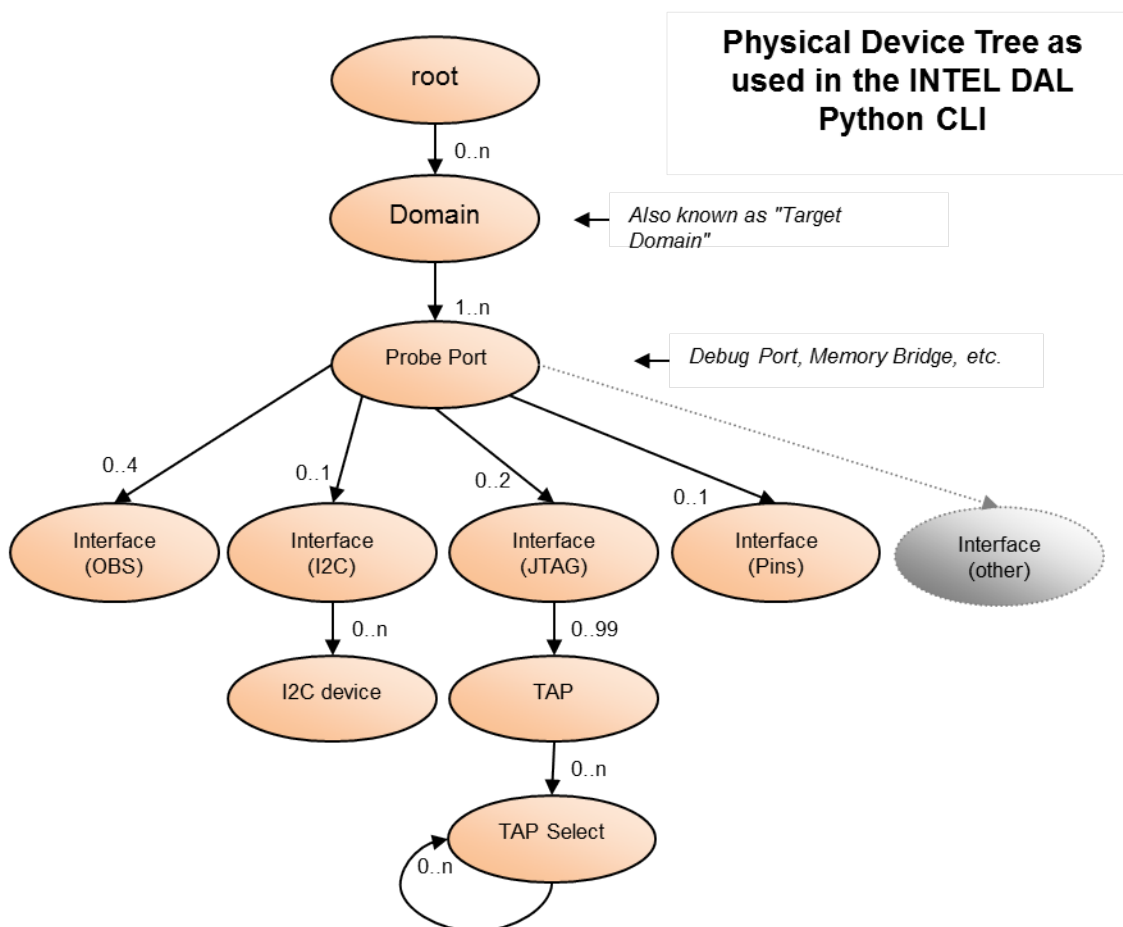 Physical Device Tree as
used in the INTEL DAL
Python CLI
root
0..n
Domain
Also known as "Target
Domain"
1..n
Probe Port
Debug Port, Memory Bridge, etc.
0..4
0..1
0..2
0..1
Interface
(OBS)
Interface
(I2C)
Interface
(JTAG)
Interface
(Pins)
Interface
(other)
0..n
0..99
I2C device
TAP
0..n
TAP Select
0..n